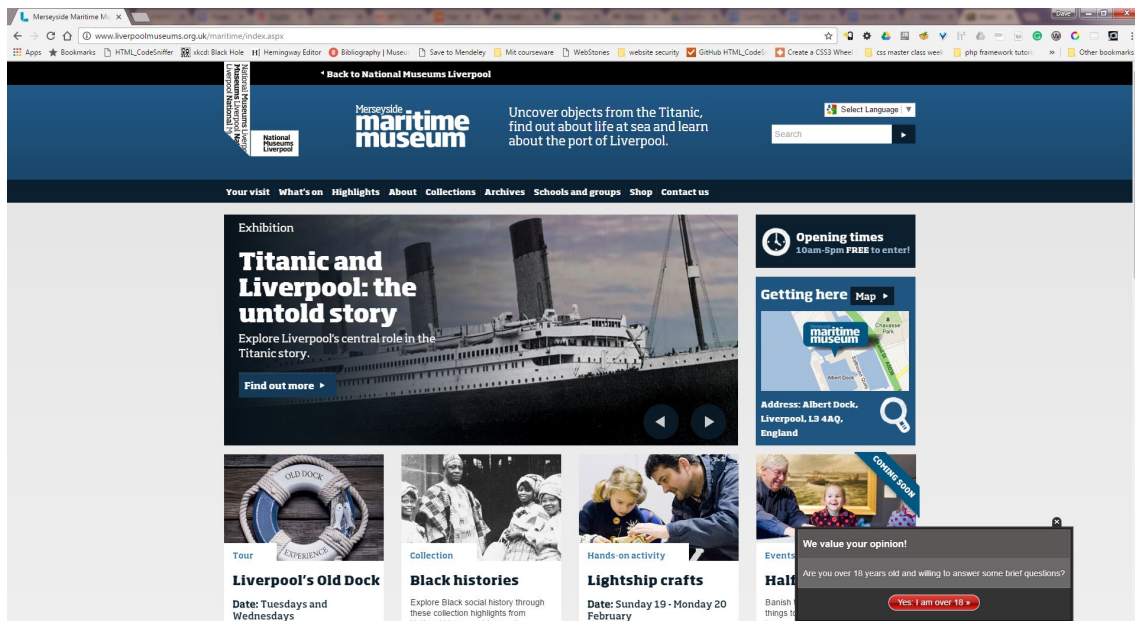 Merseyside Maritime Mu
Dave
www.liverpoolmuseums.org.uk/maritime/index.aspx
Apps Bookmarks HTML_CodeSniffer xkcd: Black Hole Hemingway Editor Bibliography | Museu Save to Mendeley Mit courseware WebStories website security GitHub HTML_CodeS Create a CSS3 Wheel css master class week php framework tutori » Other bookmarks
Back to National Museums Liverpool
National
Museums
Liverpool
Merseyside
maritime
museum
Uncover objects from the Titanic,
find out about life at sea and learn
about the port of Liverpool.
Select Language
Search
Your visit What's on Highlights About Collections Archives Schools and groups Shop Contact us
Exhibition
Titanic and
Liverpool: the
untold story
Explore Liverpool's central role in the
Titanic story.
Find out more
Opening times
10am-5pm FREE to enter!
Getting here Map
maritime
museum
Chavasse
Park
Albert Dock
Address: Albert Dock,
Liverpool, L3 4AQ,
England
OLD DOCK
EXPERIENCE
Tour
Liverpool's Old Dock
Date: Tuesdays and
Wednesdays
Collection
Black histories
Explore Black social history through
these collection highlights from
Hands-on activity
Lightship crafts
Date: Sunday 19 - Monday 20
February
COMING SOON
Events
Half
Banish
things to
We value your opinion!
Are you over 18 years old and willing to answer some brief questions?
Yes: I am over 18 »